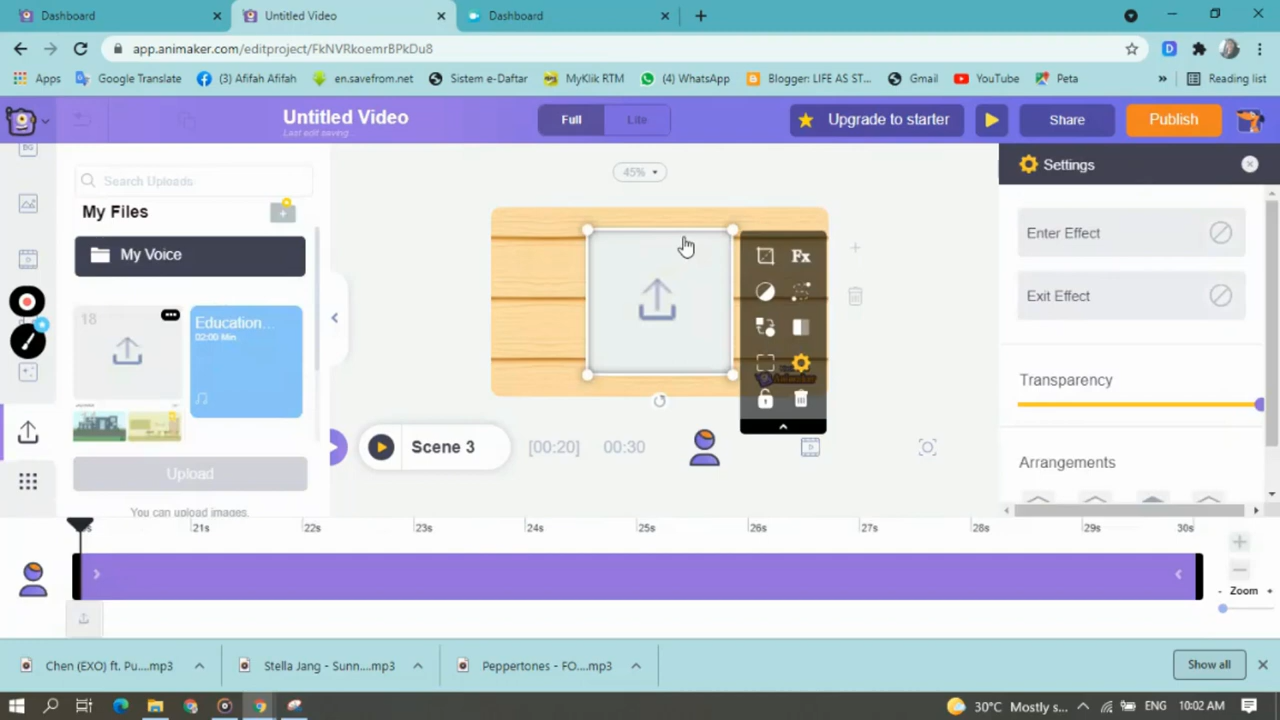 Dashboard
Untitled Video
Dashboard
app.animaker.com/editproject/FkNVRkoemrBPkDu8
Apps
Google Translate
(3) Afifah Afifah
en.savefrom.net
Sistem e-Daftar
MyKlik RTM
(4) WhatsApp
Blogger: LIFE AS ST...
Gmail
YouTube
Peta
»
Reading list
Untitled Video
Last edit saving...
Full
Lite
Upgrade to starter
Share
Publish
BG
Search Uploads
My Files
My Voice
18
Education...
02:00 Min
Upload
You can upload images,
45%
Fx
Animaker
Settings
Enter Effect
Exit Effect
Transparency
Arrangements
Scene 3
[00:20]
00:30
21s
22s
23s
24s
25s
26s
27s
28s
29s
30s
- Zoom +
Chen (EXO) ft. Pu....mp3
Stella Jang - Sunn....mp3
Peppertones - FO....mp3
Show all
30°C Mostly s...
ENG
10:02 AM